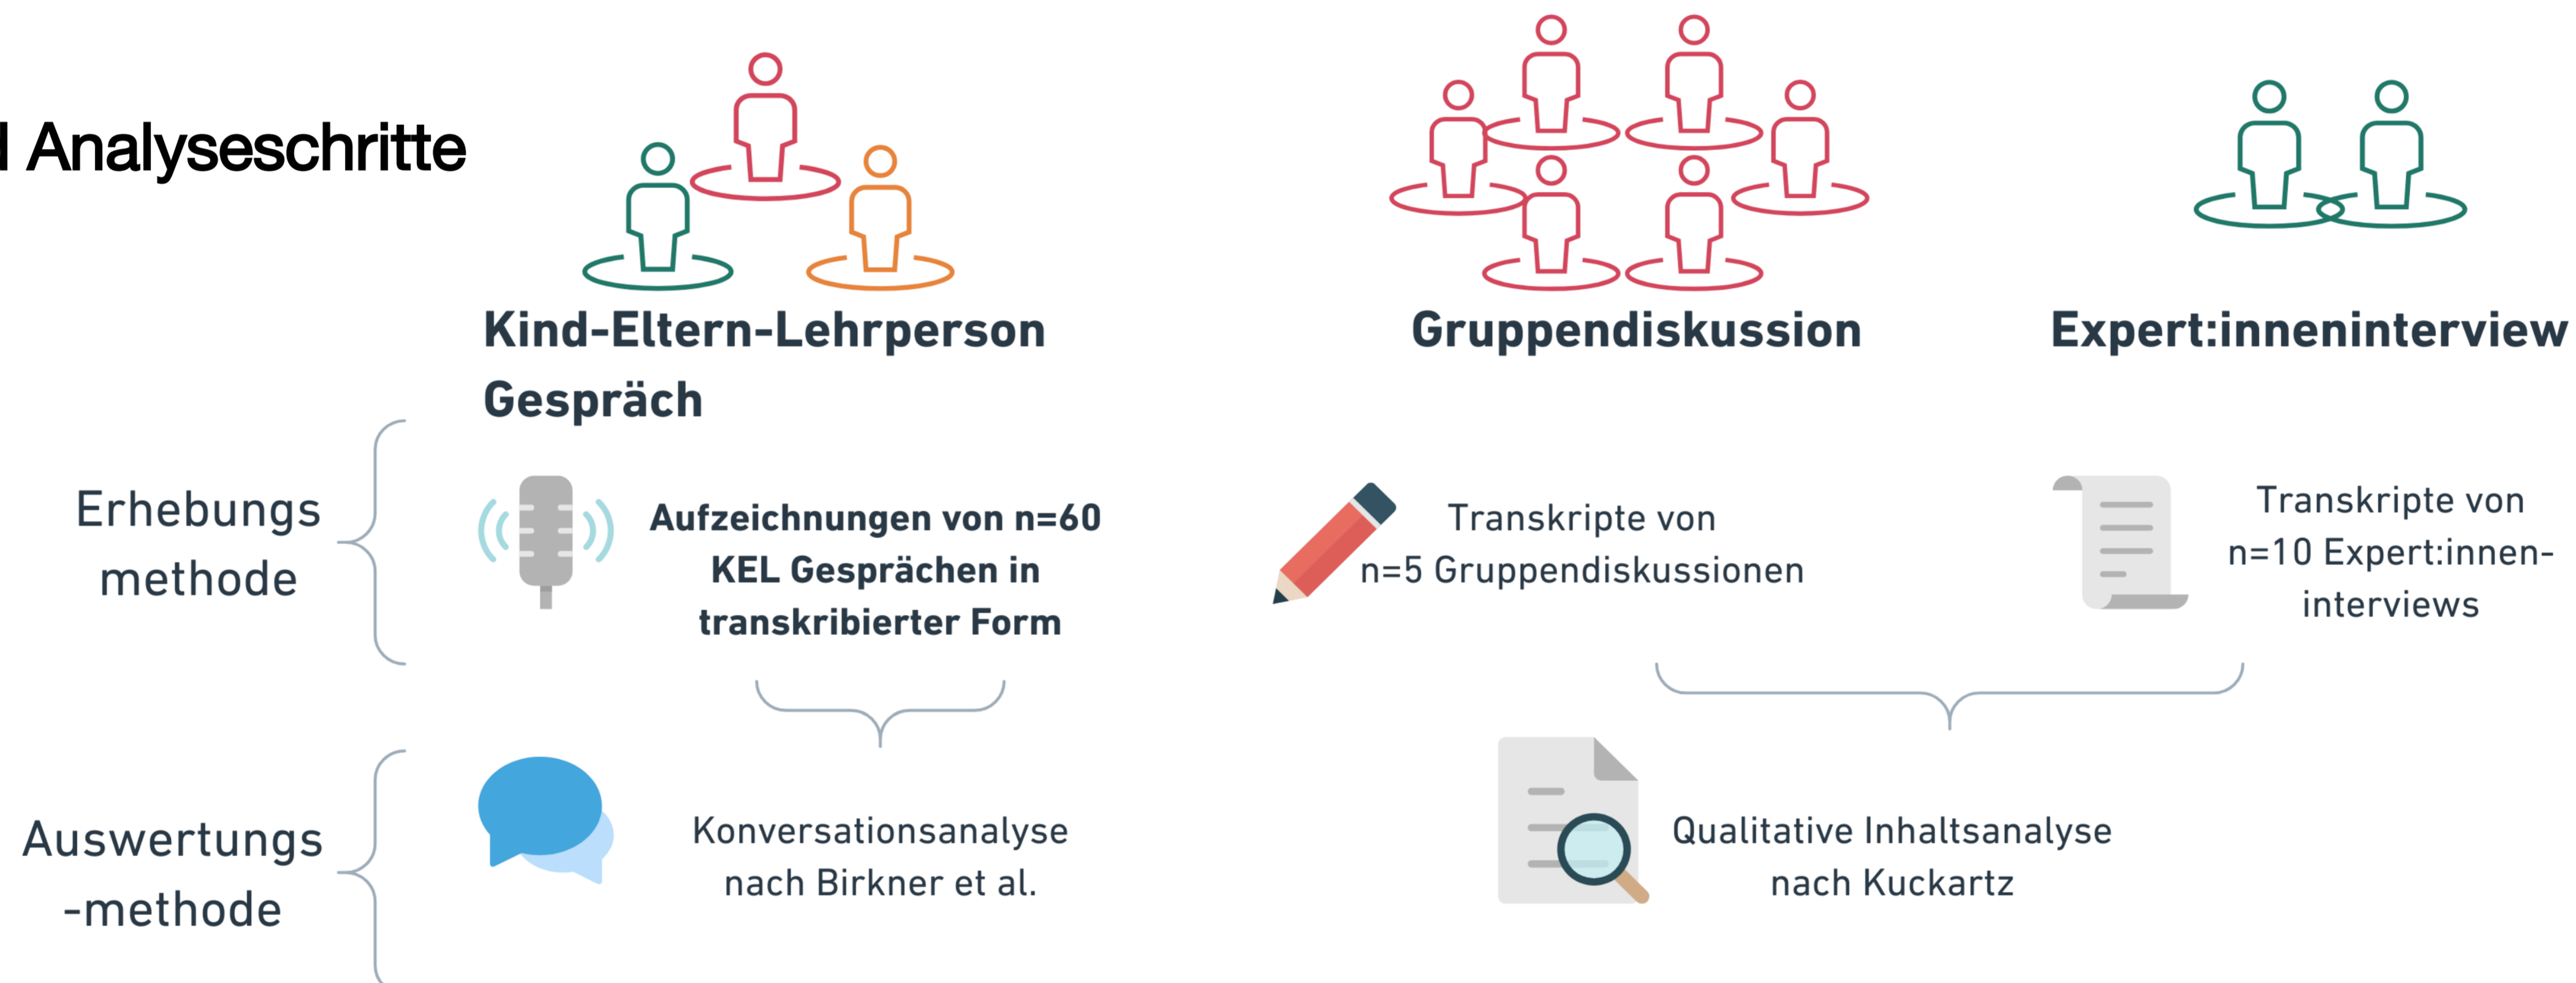 Analyseschritte
Kind-Eltern-Lehrperson
Gespräch
Gruppendiskussion
Expert:inneninterview
Erhebungs
methode
Aufzeichnungen von n=60
KEL Gesprächen in
transkribierter Form
Transkripte von
n=5 Gruppendiskussionen
Transkripte von
n=10 Expert:innen-
interviews
Auswertungs
-methode
Konversationsanalyse
nach Birkner et al.
Qualitative Inhaltsanalyse
nach Kuckartz